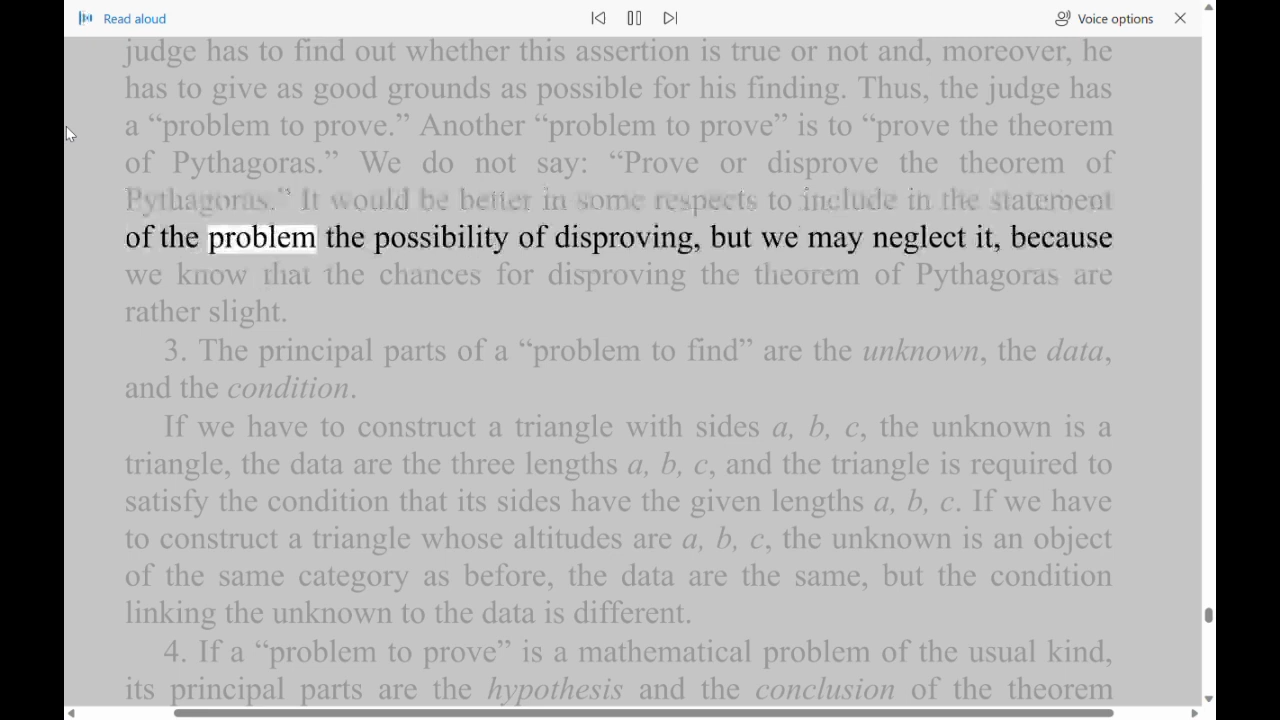 Read aloud
Voice options
judge has to find out whether this assertion is true or not and, moreover, he
has to give as good grounds as possible for his finding. Thus, the judge has
a “problem to prove.” Another “problem to prove” is to “prove the theorem
of Pythagoras.” We do not say: “Prove or disprove the theorem of
Pythagoras.” It would be better in some respects to include in the statement
of the problem the possibility of disproving, but we may neglect it, because
we know that the chances for disproving the theorem of Pythagoras are
rather slight.
3. The principal parts of a “problem to find” are the unknown, the data,
and the condition.
If we have to construct a triangle with sides a, b, c, the unknown is a
triangle, the data are the three lengths a, b, c, and the triangle is required to
satisfy the condition that its sides have the given lengths a, b, c. If we have
to construct a triangle whose altitudes are a, b, c, the unknown is an object
of the same category as before, the data are the same, but the condition
linking the unknown to the data is different.
4. If a “problem to prove” is a mathematical problem of the usual kind,
its principal parts are the hypothesis and the conclusion of the theorem